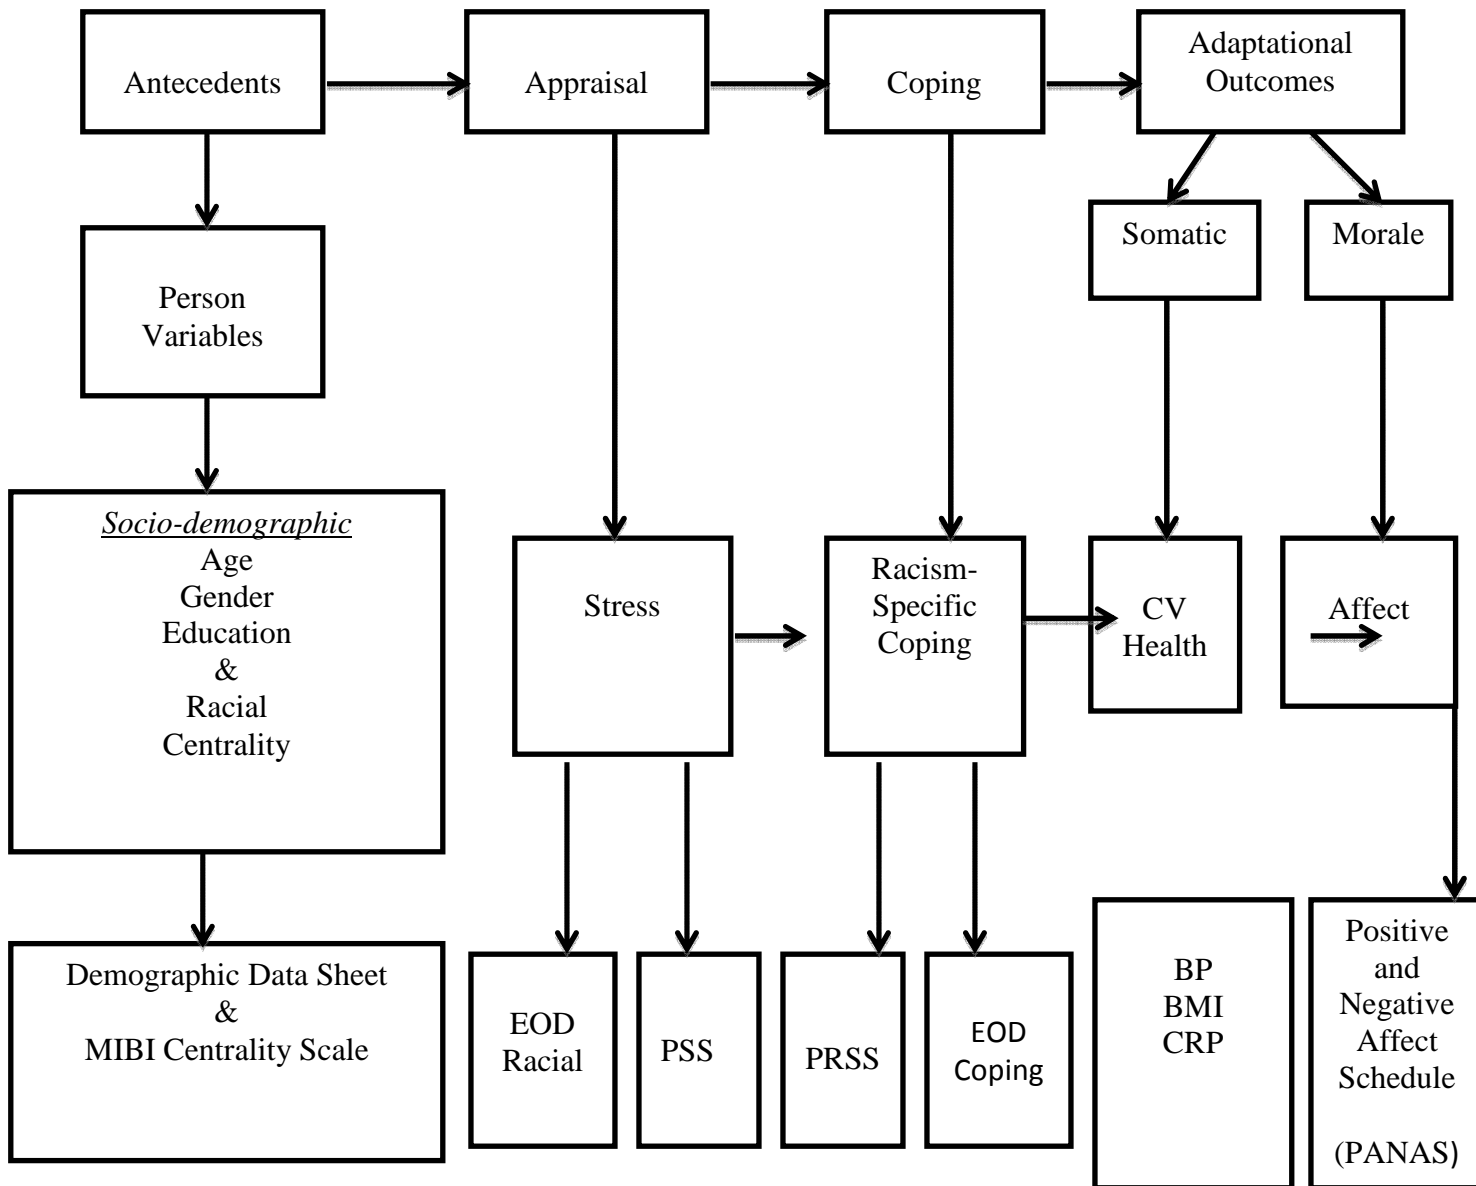 Antecedents
Appraisal
Coping
Adaptational
Outcomes
Somatic
Morale
Person
Variables
Socio-demographic
Age
Gender
Education
&
Racial
Centrality
Stress
Racism-
Specific
Coping
CV
Health
Affect
Demographic Data Sheet
&
MIBI Centrality Scale
EOD
Racial
PSS
PRSS
EOD
Coping
BP
BMI
CRP
Positive
and
Negative
Affect
Schedule
(PANAS)